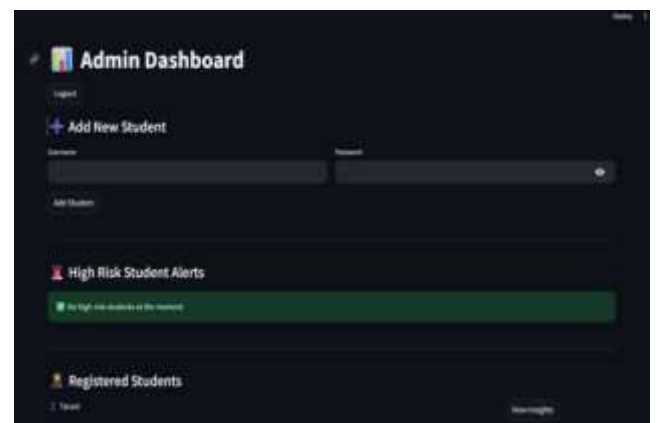 Admin Dashboard
Logout
Add New Student
Username Password
Add Student
High Risk Student Alerts
No high risk students at the moment
Registered Students
View Insights